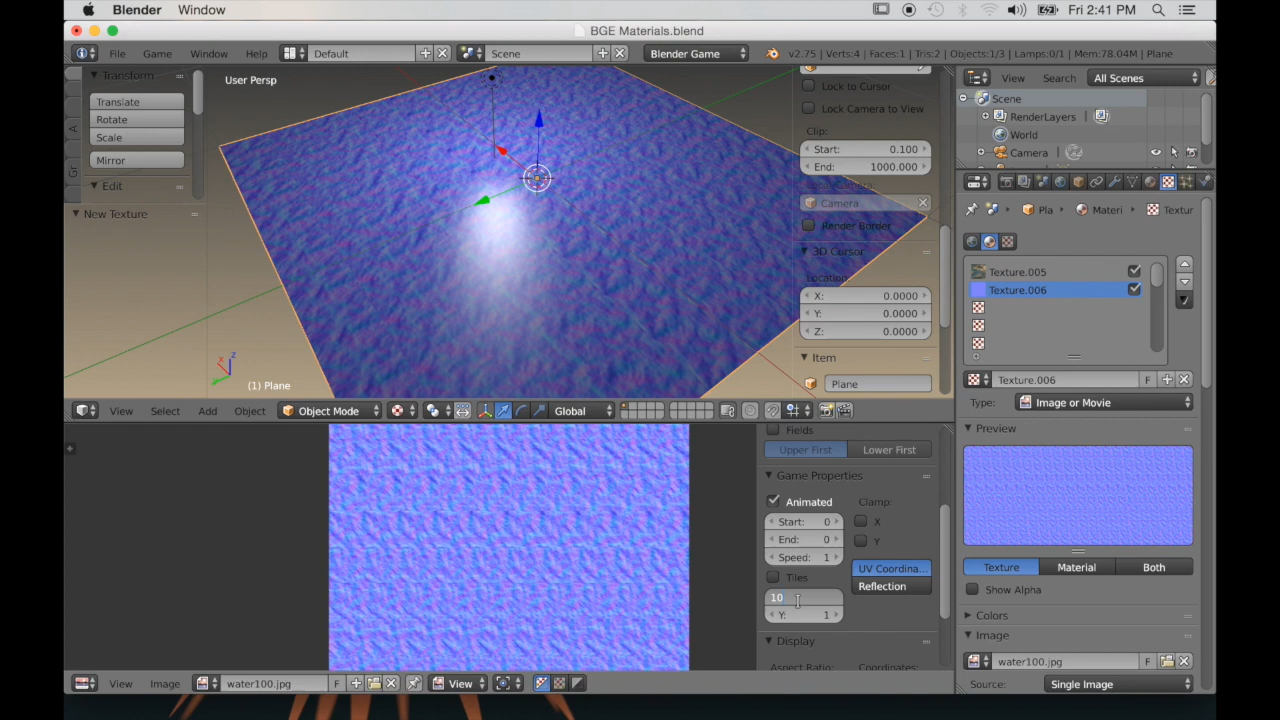 Blender Window Fri 2:41 PM
BGE Materials.blend
File Game Window Help Default Scene Blender Game v2.75 | Verts:4 | Faces:1 | Tris:2 | Objects:1/3 | Lamps:0/1 | Mem:78.04M | Plane
Transform
Translate
Rotate
Scale
Mirror
Edit
New Texture
A
Gr
User Persp
(1) Plane
Lock to Cursor
Lock Camera to View
Clip:
Start: 0.100
End: 1000.000
Camera
Render Border
3D Cursor
Location:
X: 0.0000
Y: 0.0000
Z: 0.0000
Item
Plane
View Select Add Object Object Mode Global
Fields
Upper First Lower First
Game Properties
Animated Clamp:
Start: 0 X
End: 0 Y
Speed: 1
UV Coordina...
Tiles
Reflection
10
Y: 1
Display
Aspect Ratio: Coordinates:
View Image water100.jpg F View
View Search All Scenes
Scene
RenderLayers
World
Camera
Pla Materi Textur
Texture.005
Texture.006
Texture.006 F
Type: Image or Movie
Preview
Texture Material Both
Show Alpha
Colors
Image
water100.jpg F
Source: Single Image